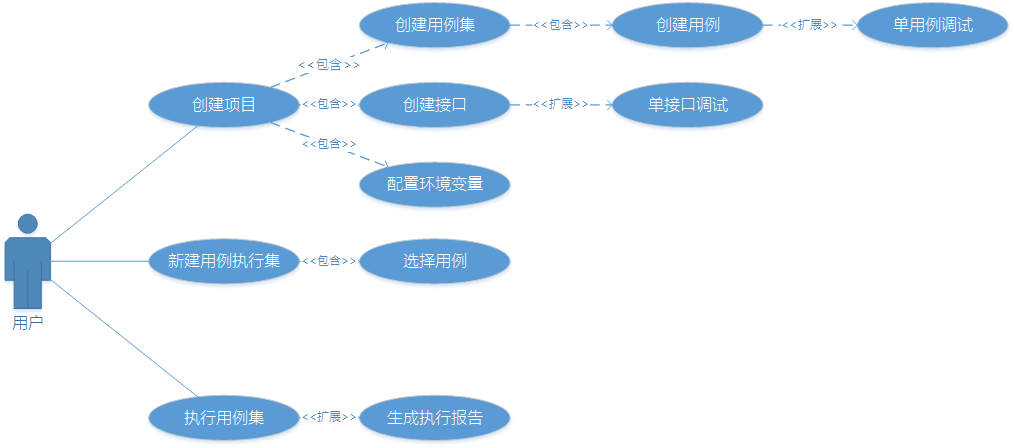 创建用例集
<<包含>>
创建用例
<<扩展>>
单用例调试
<<包含>>
创建项目
<<包含>>
创建接口
<<扩展>>
单接口调试
<<包含>>
配置环境变量
新建用例执行集
<<包含>>
选择用例
用户
执行用例集
<<扩展>>
生成执行报告